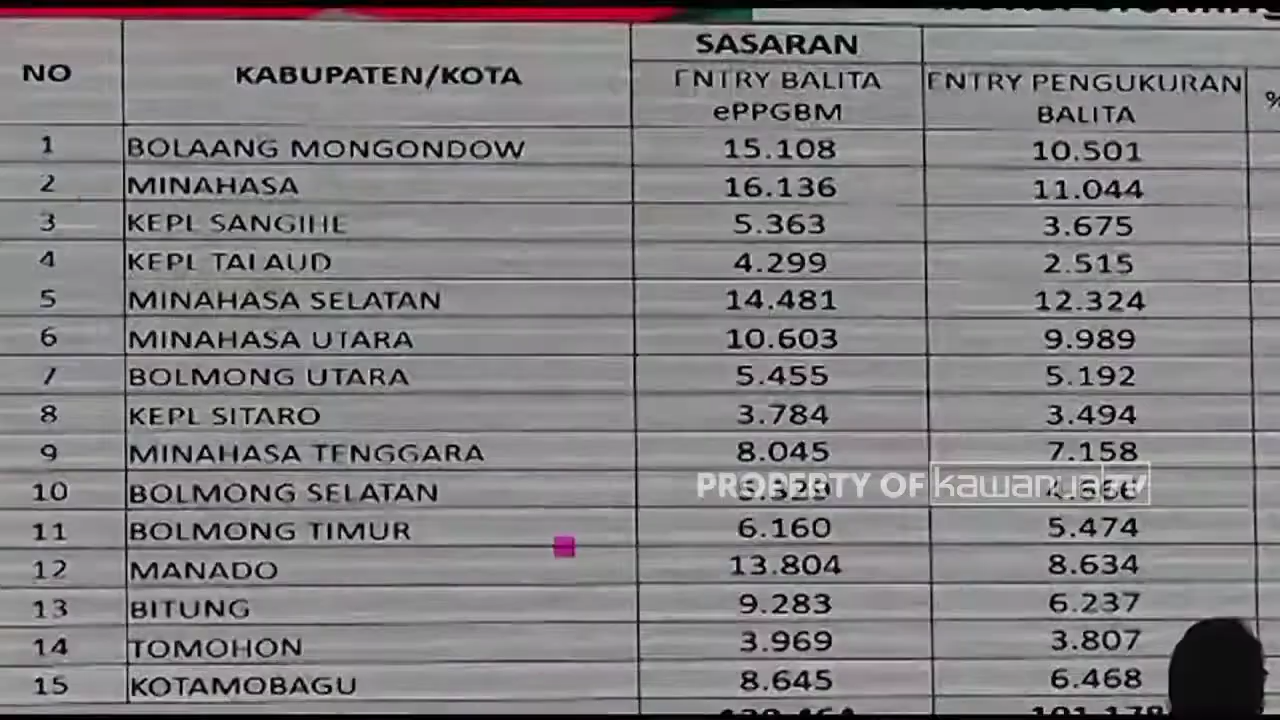 NO KABUPATEN/KOTA SASARAN
ENTRY BALITA ePPGBM ENTRY PENGUKURAN BALITA %
1 BOLAANG MONGONDOW 15.108 10.501
2 MINAHASA 16.136 11.044
3 KEPL SANGIHE 5.363 3.675
4 KEPL TALAUD 4.299 2.515
5 MINAHASA SELATAN 14.481 12.324
6 MINAHASA UTARA 10.603 9.989
7 BOLMONG UTARA 5.455 5.192
8 KEPL SITARO 3.784 3.494
9 MINAHASA TENGGARA 8.045 7.158
PROPERTY OF kawanuatv
10 BOLMONG SELATAN
11 BOLMONG TIMUR 6.160 5.474
12 MANADO 13.804 8.634
13 BITUNG 9.283 6.237
14 TOMOHON 3.969 3.807
15 KOTAMOBAGU 8.645 6.468